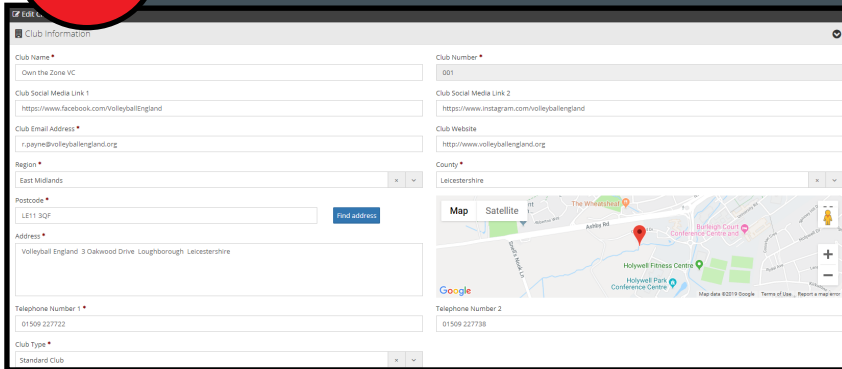 Edit C
Club Information
Club Name *
Club Number *
Own the Zone VC
001
Club Social Media Link 1
Club Social Media Link 2
https://www.facebook.com/VolleyballEngland
https://www.instagram.com/volleyballengland
Club Email Address *
Club Website
r.payne@volleyballengland.org
http://www.volleyballengland.org
Region *
County *
East Midlands
Leicestershire
Postcode *
LE11 3QF
Find address
Map
Satellite
The Wheatsheaf
Ashby Rd
Snell's Nook Ln
Burleigh Court
Conference Centre and
Holywell Fitness Centre
Holywell Park
Conference Centre
Google
Map data ©2019 Google
Terms of Use
Report a map error
Address *
Volleyball England 3 Oakwood Drive Loughborough Leicestershire
Telephone Number 1 *
Telephone Number 2
01509 227722
01509 227738
Club Type *
Standard Club